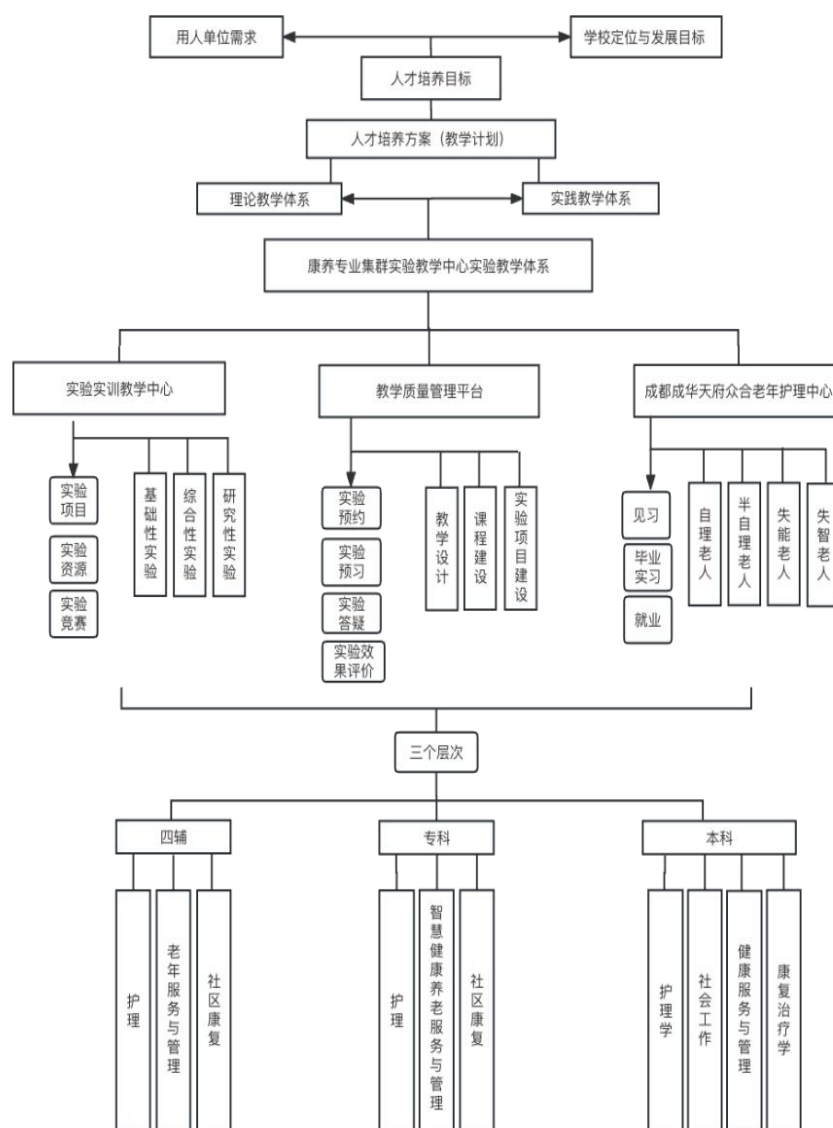 用人单位需求
学校定位与发展目标
人才培养目标
人才培养方案（教学计划）
理论教学体系
实践教学体系
康养专业集群实验教学中心实验教学体系
实验实训教学中心
教学质量管理平台
成都成华天府众合老年护理中心
实验
项目
实验
资源
实验
竞赛
基础性实验
综合性实验
研究性实验
实验
预约
实验
预习
实验
答疑
实验效
果评价
教学设计
课程建设
实验项目建设
见习
毕业
实习
就业
自理老人
半自理老人
失能老人
失智老人
三个层次
四辅
专科
本科
护理
老年服务与管理
社区康复
护理
智慧健康养老服务与管理
社区康复
护理学
社会工作
健康服务与管理
康复治疗学